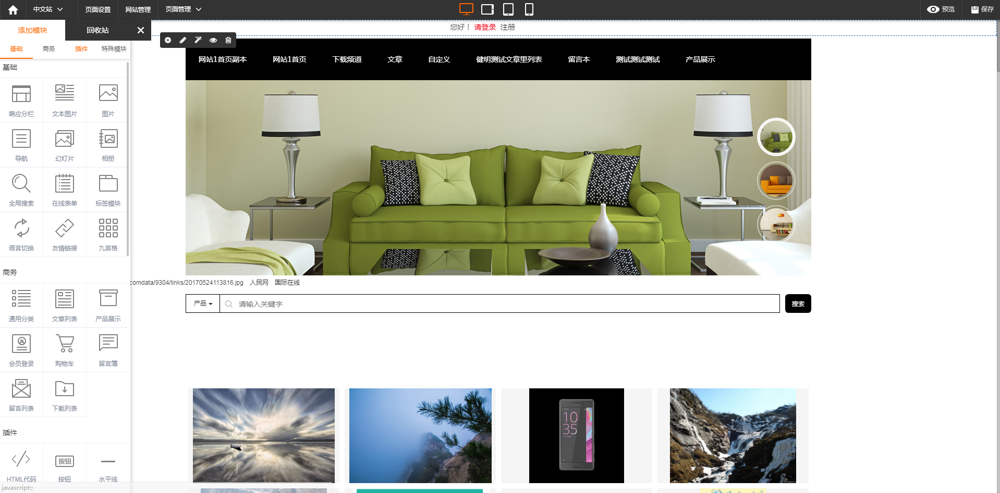 中文站 页面设置 网站管理 页面管理 预览 保存
添加模块 回收站
您好！ 请登录 注册
基础 商务 插件 特殊模块
基础
响应分栏 文本图片 图片
导航 幻灯片 相册
全局搜索 在线表单 标签模块
语言切换 友情链接 九宫格
商务
通用分类 文章列表 产品展示
会员登录 购物车 留言簿
留言列表 下载列表
插件
按钮
HTML代码 按钮 水平线
javascript:;
网站1首页副本 网站1首页 下载频道 文章 自定义 健明测试文章里列表 留言本 测试测试测试 产品展示
comdata/9304/links/20170524113816.jpg 人民网 国际在线
产品 请输入关键字 搜索
10
35